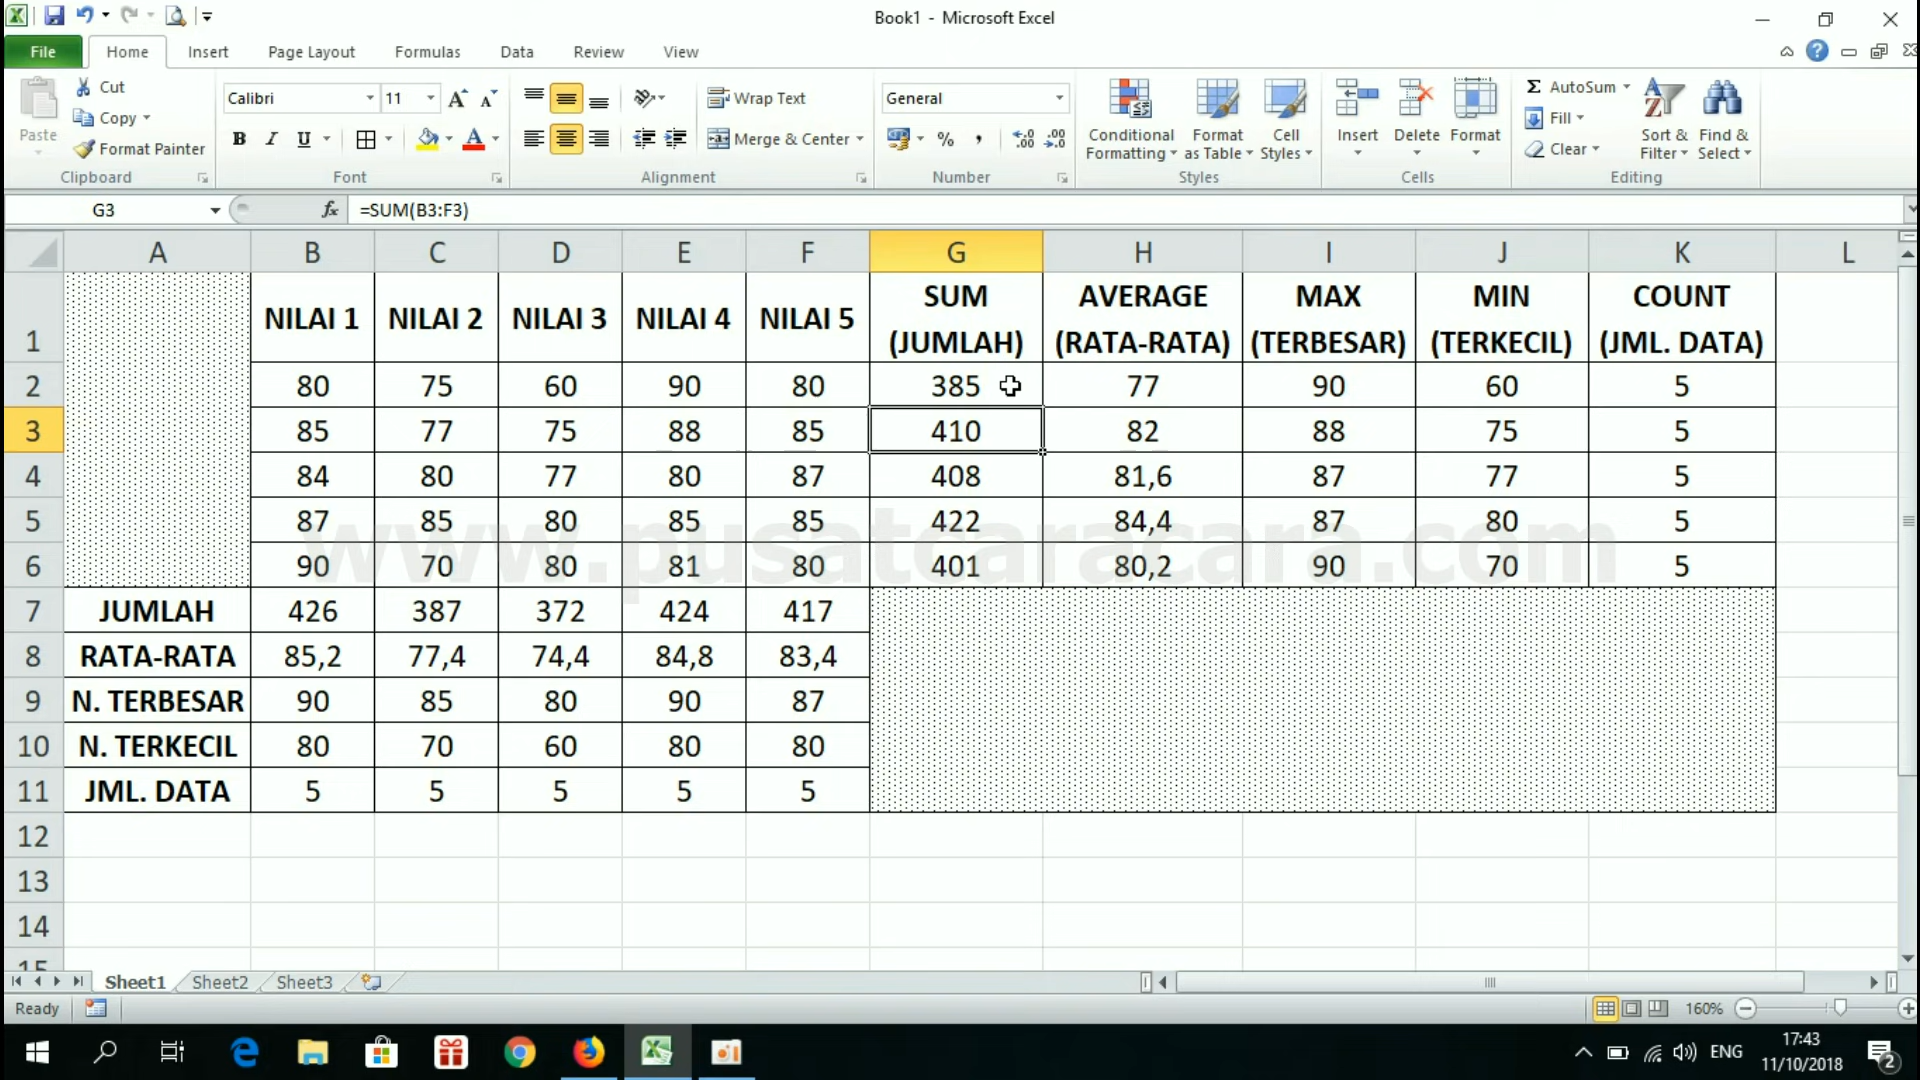 Book1 - Microsoft Excel
File Home Insert Page Layout Formulas Data Review View
Paste
Cut
Copy
Format Painter
Clipboard
Calibri 11
B I U
Font
Wrap Text
Merge & Center
Alignment
General
% ,
Number
Conditional Formatting
Format as Table
Cell Styles
Styles
Insert Delete Format
Cells
Σ AutoSum
Fill
Clear
Sort & Filter
Find & Select
Editing
G3 fx =SUM(B3:F3)
A B C D E F G H I J K L
1 NILAI 1 NILAI 2 NILAI 3 NILAI 4 NILAI 5 SUM (JUMLAH) AVERAGE (RATA-RATA) MAX (TERBESAR) MIN (TERKECIL) COUNT (JML. DATA)
2 80 75 60 90 80 385 77 90 60 5
3 85 77 75 88 85 410 82 88 75 5
4 84 80 77 80 87 408 81,6 87 77 5
5 87 85 80 85 85 422 84,4 87 80 5
www.pusatcaracara.com
6 90 70 80 81 80 401 80,2 90 70 5
7 JUMLAH 426 387 372 424 417
8 RATA-RATA 85,2 77,4 74,4 84,8 83,4
9 N. TERBESAR 90 85 80 90 87
10 N. TERKECIL 80 70 60 80 80
11 JML. DATA 5 5 5 5 5
12
13
14
15
Sheet1 Sheet2 Sheet3
Ready 160%
ENG
17:43
11/10/2018
2